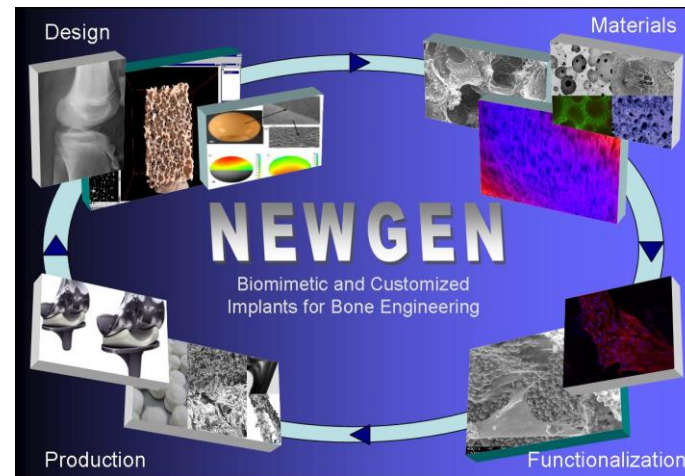 Design
Materials
NEWGEN
Biomimetic and Customized
Implants for Bone Engineering
Production
Functionalization